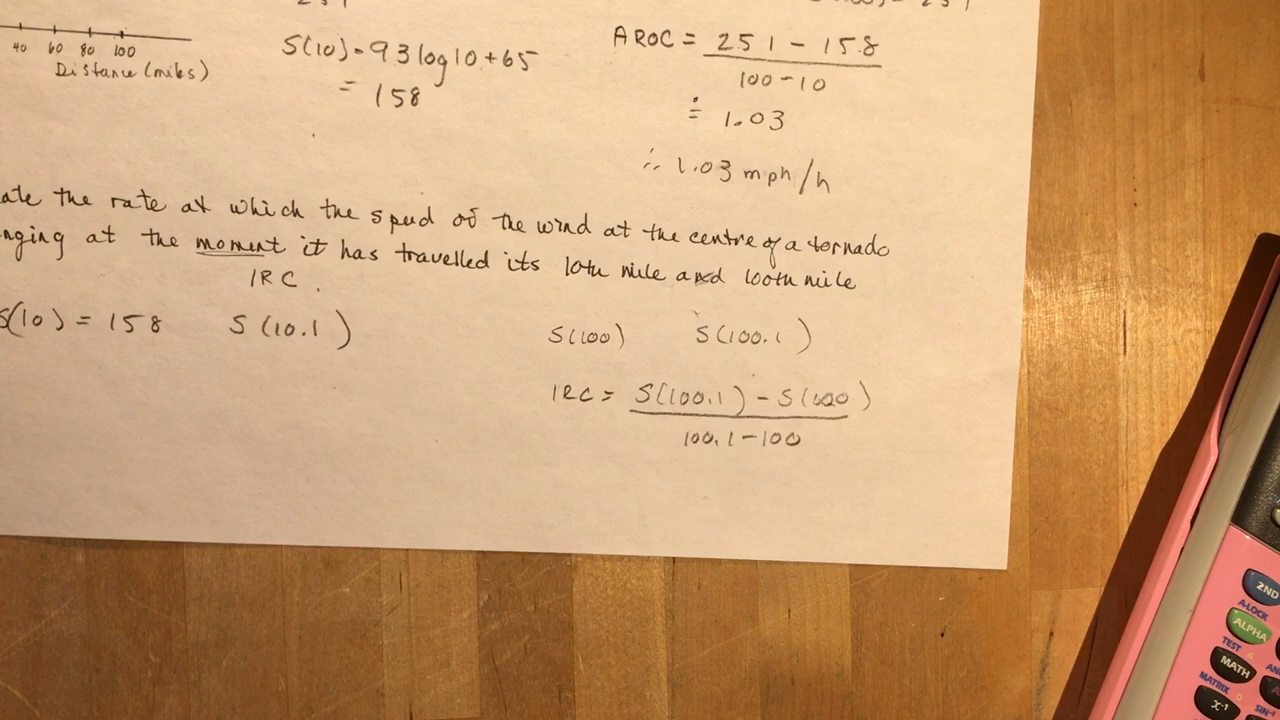 40 60 80 100
Distance (miles)
S(10) = 93 log 10 + 65
= 158
AROC = 251 - 158
100 - 10
≐ 1.03
∴ 1.03 mph/h
ate the rate at which the speed of the wind at the centre of a tornado
nging at the moment it has travelled its 10th mile and 100th mile
IRC.
S(10) = 158 S(10.1)
S(100) S(100.1)
IRC = S(100.1) - S(100)
100.1 - 100
2ND
A-LOCK
ALPHA
TEST A
MATH
MATRIX D
x⁻¹
SIN⁻¹